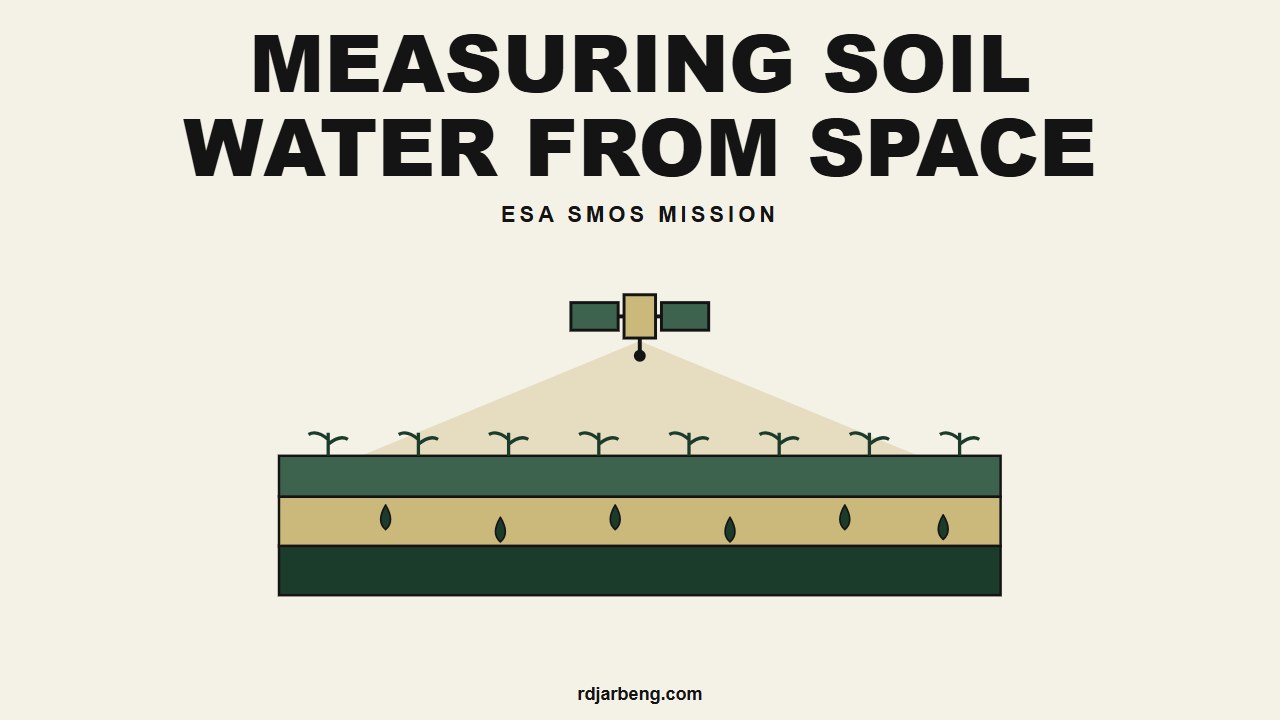 MEASURING SOIL
WATER FROM SPACE
ESA SMOS MISSION
rdjarbeng.com